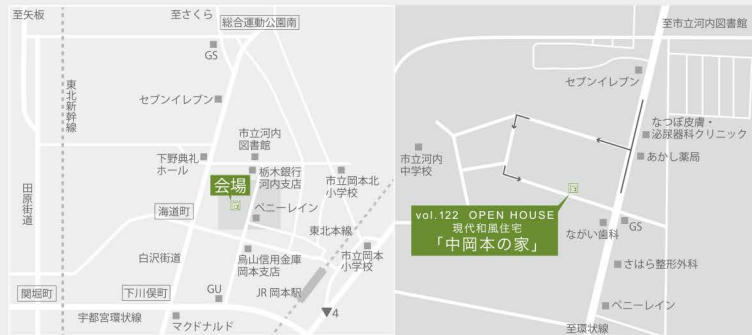 至矢板
至さくら
総合運動公園南
GS
東北新幹線
セブンイレブン
市立河内
図書館
下野典礼
ホール
栃木銀行
河内支店
市立岡本北
小学校
会場
田原街道
海道町
ペニーレイン
東北本線
白沢街道
烏山信用金庫
岡本支店
市立岡本
小学校
関堀町
下川俣町
GU
JR 岡本駅
4
宇都宮環状線
マクドナルド
至市立河内図書館
セブンイレブン
なつぼ皮膚・
泌尿器科クリニック
市立河内
中学校
あかし薬局
vol.122 OPEN HOUSE
現代和風住宅
「中岡本の家」
ながい歯科
GS
さはら整形外科
ペニーレイン
至環状線